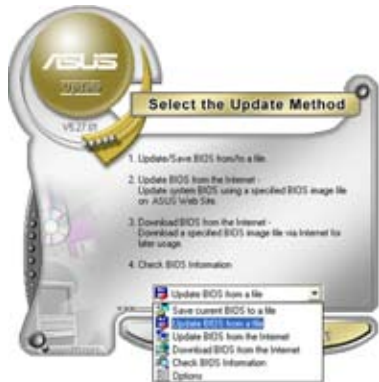 ASUS
Update
Select the Update Method
1. Update/Save BIOS from/to a file.
2. Update BIOS from the Internet -
Update system BIOS using a specified BIOS image file
on ASUS Web Site.
3. Download BIOS from the Internet -
Download a specified BIOS image file via Internet for
later usage.
4. Check BIOS Information
Update BIOS from a file
Save current BIOS to a file
Update BIOS from a file
Update BIOS from the Internet
Download BIOS from the Internet
Check BIOS Information
Options